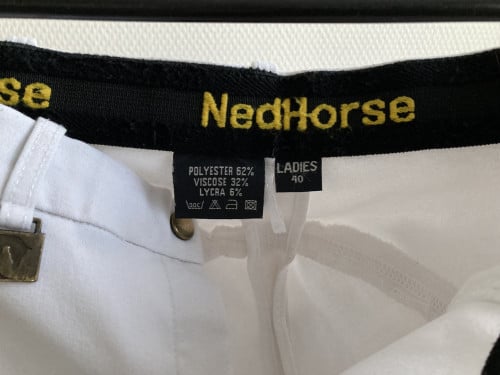 se NedHorse
POLYESTER 62%
VISCOSE 32%
LYCRA 6%
LADIES
40